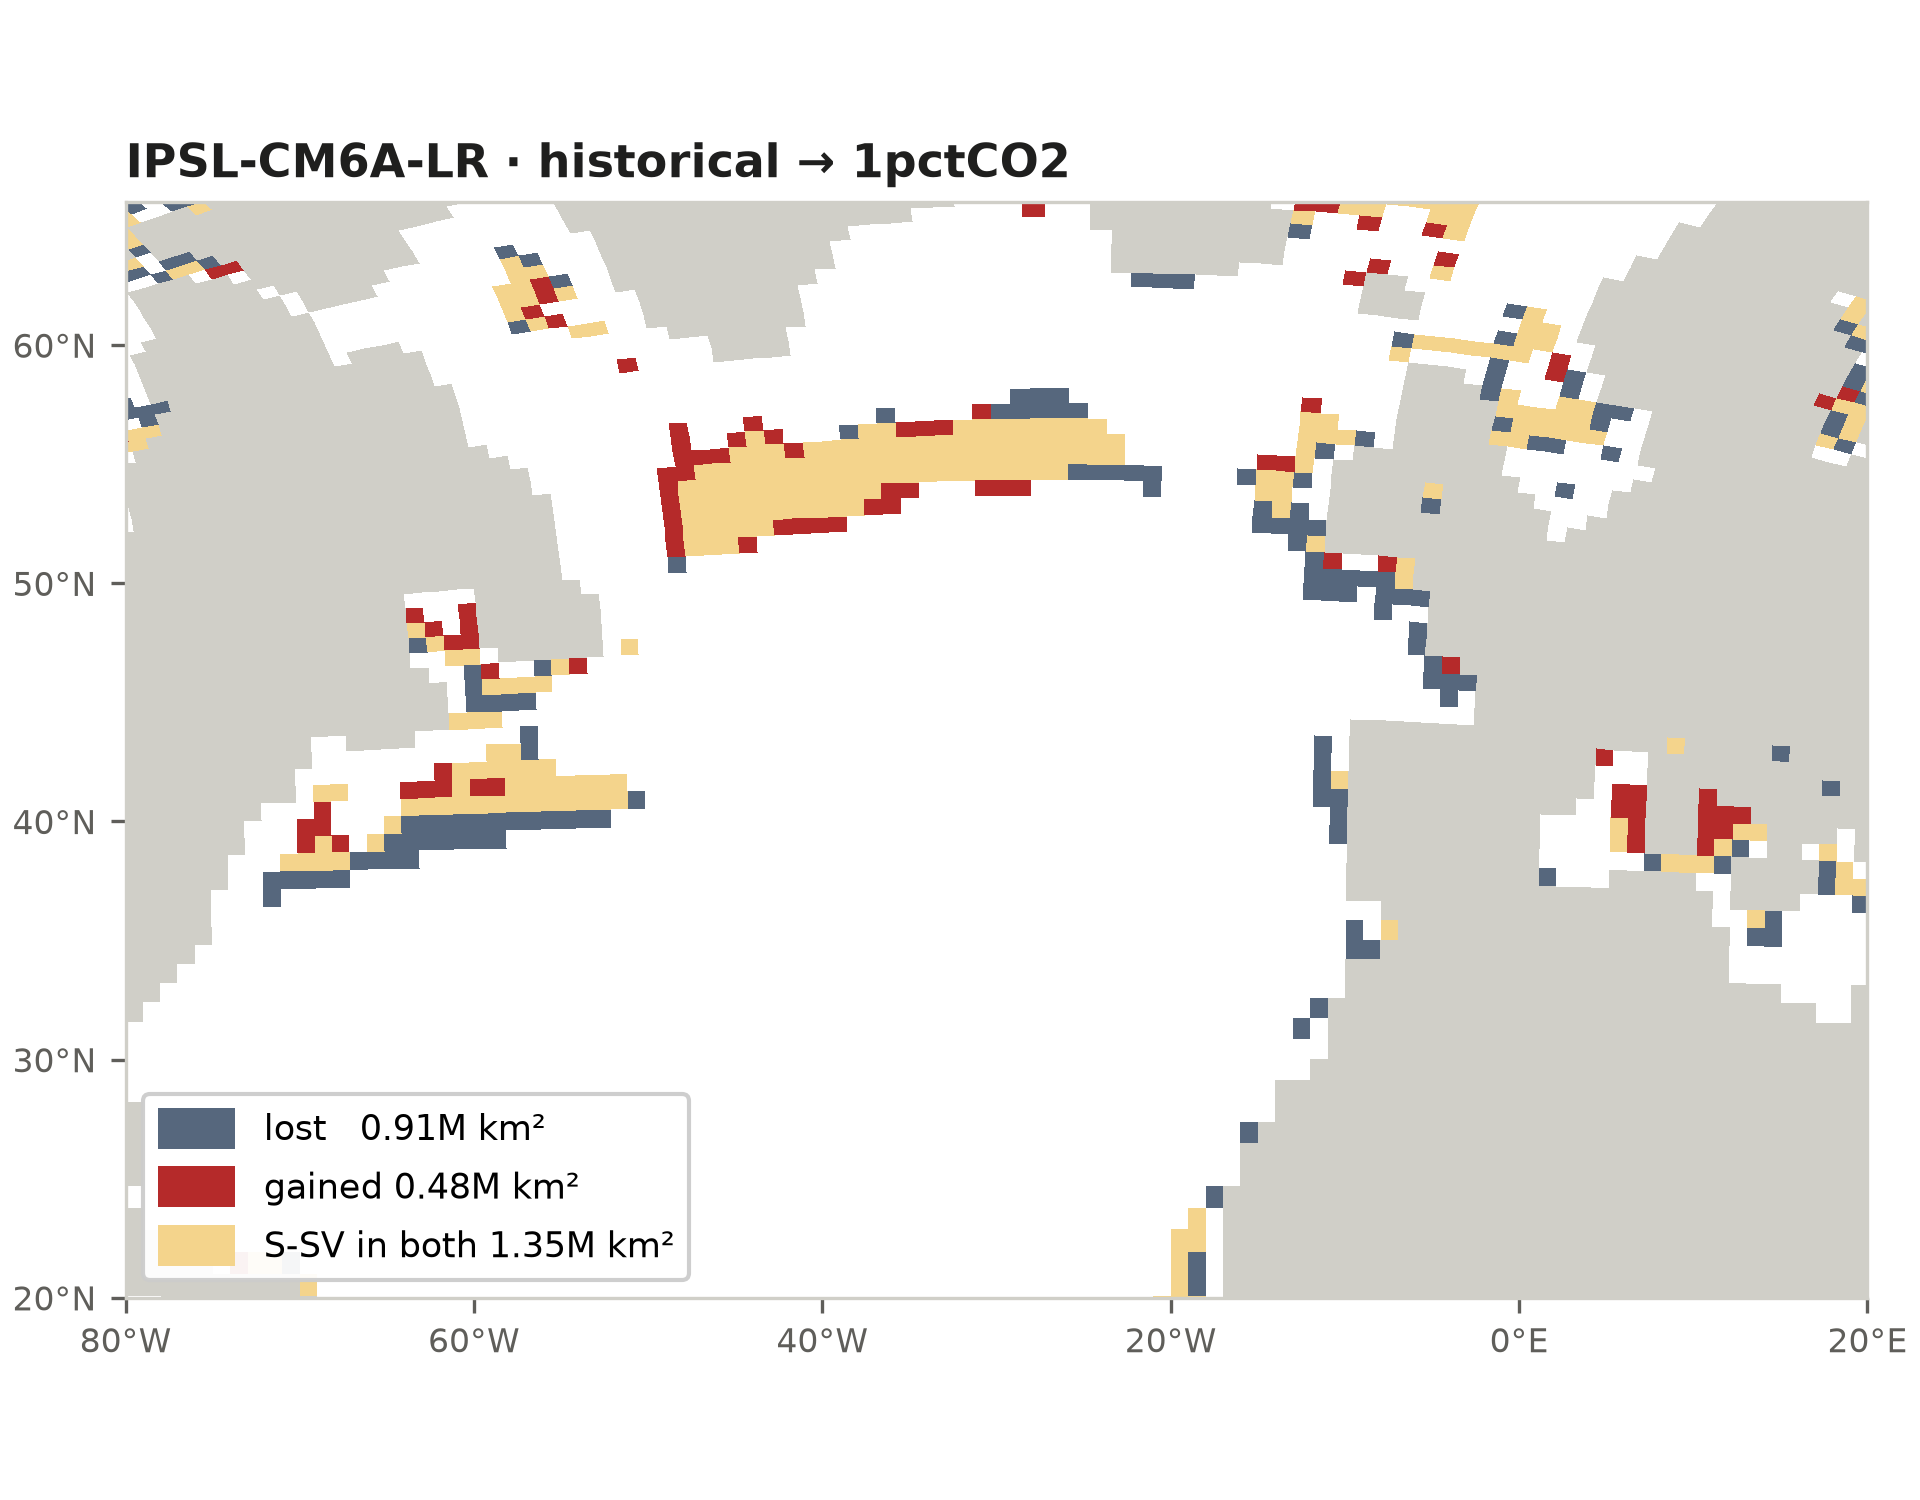 IPSL-CM6A-LR · historical → 1pctCO2
60°N
50°N
40°N
30°N
20°N
lost 0.91M km²
gained 0.48M km²
S-SV in both 1.35M km²
80°W 60°W 40°W 20°W 0°E 20°E